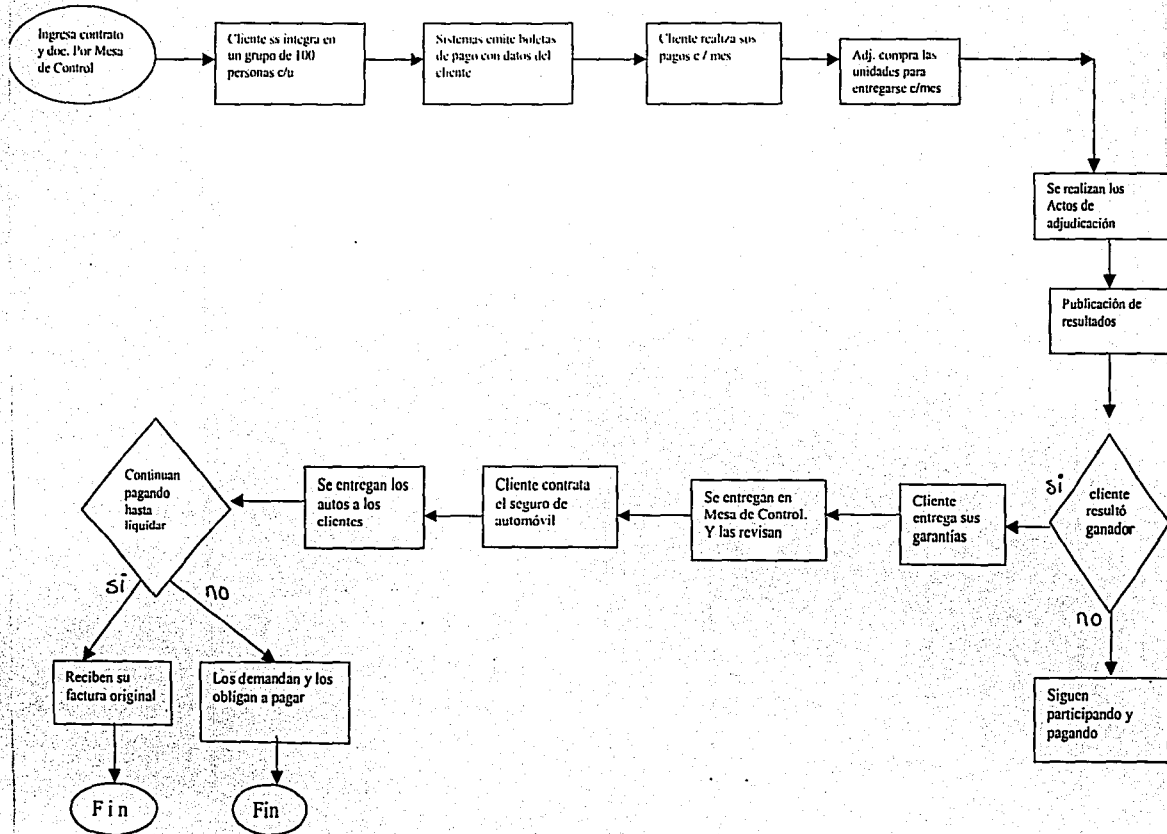 Ingresa contrato
y doc. Por Mesa
de Control
Cliente ss integra en
un grupo de 100
personas c/u
Sistemas emite boletas
de pago con datos del
cliente
Cliente realiza sus
pagos c / mes
Adj. compra las
unidades para
entregarse c/mes
Se realizan los
Actos de
adjudicación
Publicación de
resultados
cliente
resultó
ganador
sí
no
Cliente
entrega sus
garantías
Se entregan en
Mesa de Control.
Y las revisan
Cliente contrata
el seguro de
automóvil
Se entregan los
autos a los
clientes
Continuan
pagando
hasta
liquidar
sí
no
Reciben su
factura original
Los demandan y los
obligan a pagar
Siguen
participando y
pagando
Fin
Fin